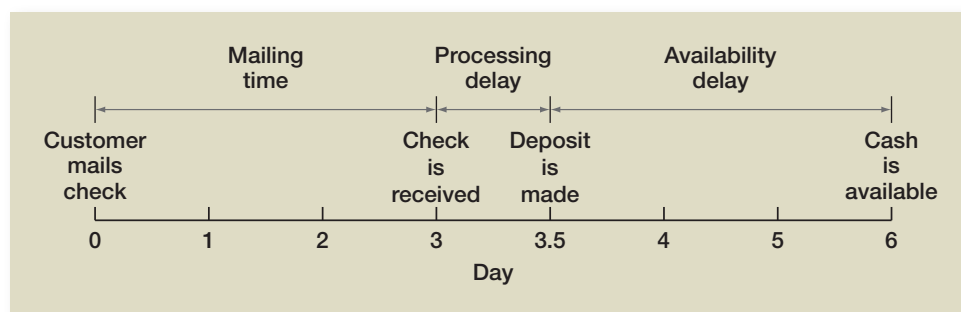 Mailing
time
Processing
delay
Availability
delay
Customer
mails
check
Check
is
received
Deposit
is
made
Cash
is
available
0 1 2 3 3.5 4 5 6
Day